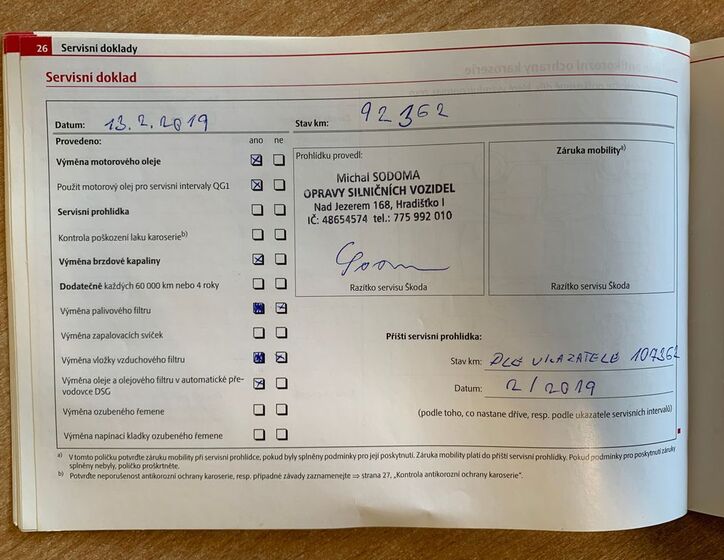 26 Servisní doklady
Servisní doklad
Datum: 13.2.2019
Stav km: 92362
Provedeno: ano ne
Výměna motorového oleje
Použit motorový olej pro servisní intervaly QG1
Servisní prohlídka
Kontrola poškození laku karoserie b)
Výměna brzdové kapaliny
Dodatečně každých 60 000 km nebo 4 roky
Výměna palivového filtru
Výměna zapalovacích svíček
Výměna vložky vzduchového filtru
Výměna oleje a olejového filtru v automatické pře-
vodovce DSG
Výměna ozubeného řemene
Výměna napínací kladky ozubeného řemene
Prohlídku provedl:
Michal SODOMA
OPRAVY SILNIČNÍCH VOZIDEL
Nad Jezerem 168, Hradišťko I
IČ: 48654574 tel.: 775 992 010
Razítko servisu Škoda
Záruka mobility a)
Razítko servisu Škoda
Příští servisní prohlídka:
Stav km: DLE UKAZATELE 107362
Datum: 2/2019
(podle toho, co nastane dříve, resp. podle ukazatele servisních intervalů)
a) V tomto políčku potvrďte záruku mobility při servisní prohlídce, pokud byly splněny podmínky pro její poskytnutí. Záruka mobility platí do příští servisní prohlídky. Pokud podmínky pro poskytnutí záruky
splněny nebyly, políčko proškrtněte.
b) Potvrďte neporušenost antikorozní ochrany karoserie, resp. případné závady zaznamenejte ⇒ strana 27, „Kontrola antikorozní ochrany karoserie“.